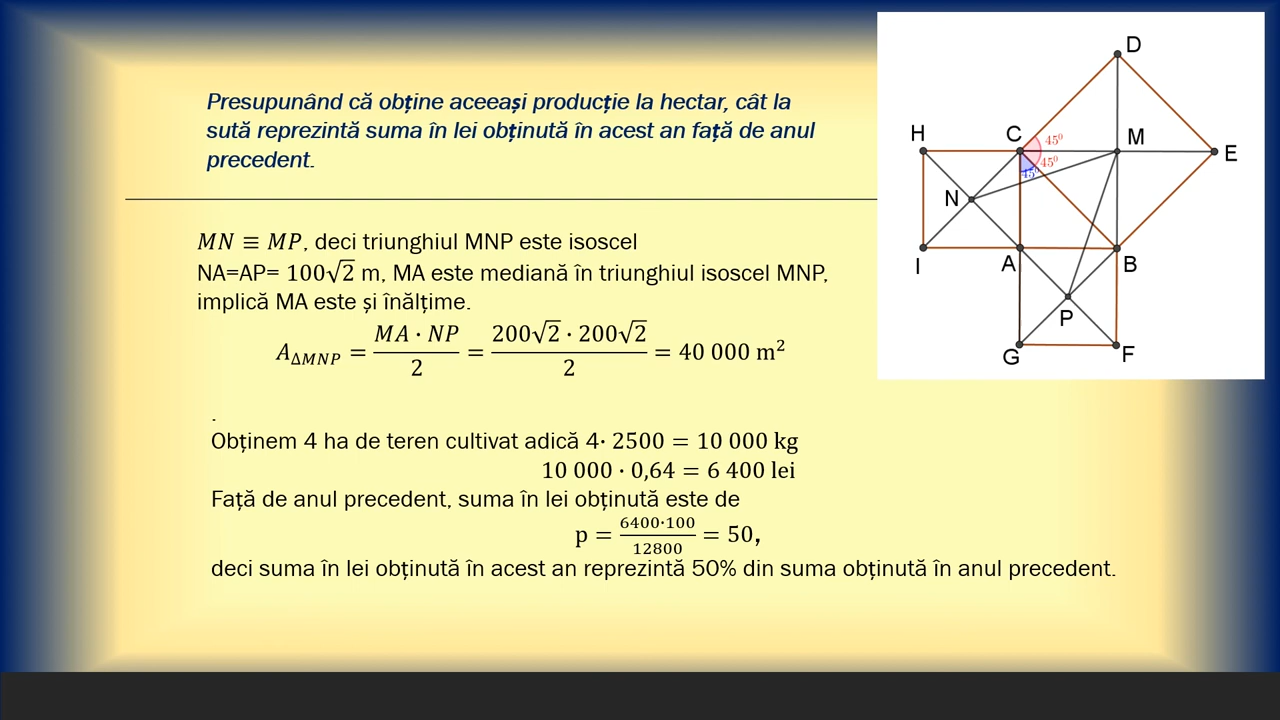 Presupunând că obține aceeași producție la hectar, cât la
sută reprezintă suma în lei obținută în acest an față de anul
precedent.
MN ≡ MP, deci triunghiul MNP este isoscel
NA=AP= 100√2 m, MA este mediană în triunghiul isoscel MNP,
implică MA este și înălțime.
A_ΔMNP = (MA · NP)/2 = (200√2 · 200√2)/2 = 40 000 m²
.
Obținem 4 ha de teren cultivat adică 4· 2500 = 10 000 kg
10 000 · 0,64 = 6 400 lei
Față de anul precedent, suma în lei obținută este de
p = (6400·100)/12800 = 50,
deci suma în lei obținută în acest an reprezintă 50% din suma obținută în anul precedent.
D
H C M E
45⁰
45⁰
45⁰
N
I A B
P
G F